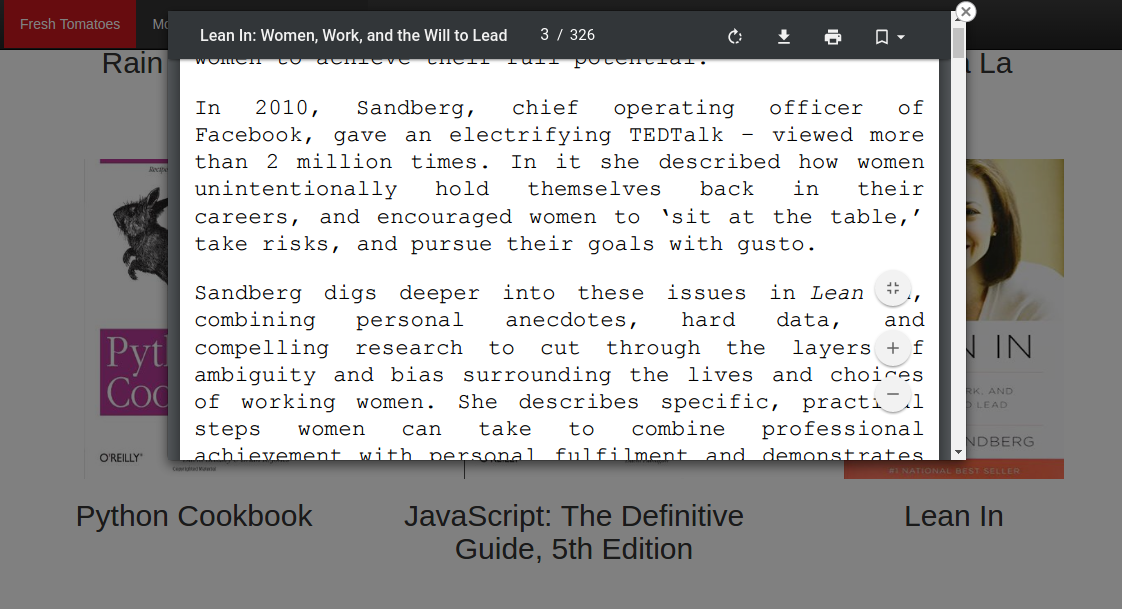 Fresh Tomatoes
Lean In: Women, Work, and the Will to Lead 3 / 326
Rain
La
women to achieve their full potential.
In 2010, Sandberg, chief operating officer of
Facebook, gave an electrifying TEDTalk – viewed more
than 2 million times. In it she described how women
unintentionally hold themselves back in their
careers, and encouraged women to ‘sit at the table,’
take risks, and pursue their goals with gusto.
Sandberg digs deeper into these issues in Lean
combining personal anecdotes, hard data, and
compelling research to cut through the layers
ambiguity and bias surrounding the lives and choices
of working women. She describes specific, practical
steps women can take to combine professional
achievement with personal fulfilment and demonstrates
O'REILLY
N IN
RK, AND
O LEAD
NDBERG
#1 NATIONAL BEST SELLER
Python Cookbook
JavaScript: The Definitive
Guide, 5th Edition
Lean In